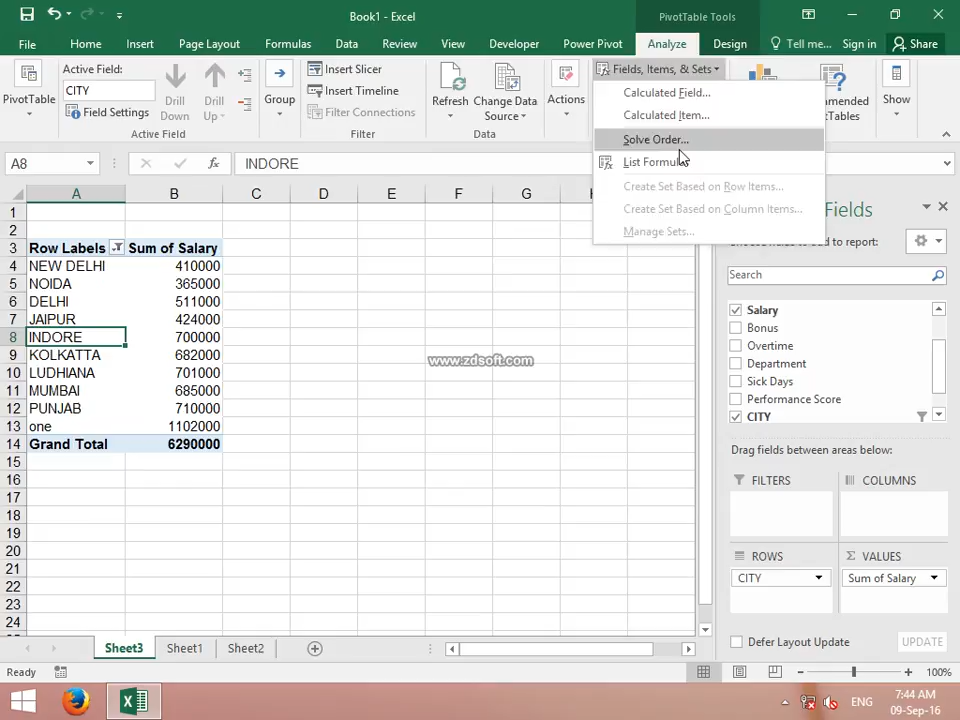 Book1 - Excel
PivotTable Tools
File Home Insert Page Layout Formulas Data Review View Developer Power Pivot Analyze Design Tell me... Sign in Share
PivotTable
Active Field:
CITY
Field Settings
Drill Down
Drill Up
Active Field
Group
Insert Slicer
Insert Timeline
Filter Connections
Filter
Refresh
Change Data Source
Data
Actions
Fields, Items, & Sets
Calculated Field...
Calculated Item...
Solve Order...
List Formulas
Create Set Based on Row Items...
Create Set Based on Column Items...
Manage Sets...
Show
A8
fx
INDORE
A B C D E F G
1
2
3 Row Labels Sum of Salary
4 NEW DELHI 410000
5 NOIDA 365000
6 DELHI 511000
7 JAIPUR 424000
8 INDORE 700000
9 KOLKATTA 682000
10 LUDHIANA 701000
11 MUMBAI 685000
12 PUNJAB 710000
13 one 1102000
14 Grand Total 6290000
15
16
17
18
19
20
21
22
23
24
www.zdsoft.com
Fields
to report:
Search
Salary
Bonus
Overtime
Department
Sick Days
Performance Score
CITY
Drag fields between areas below:
FILTERS
COLUMNS
ROWS
VALUES
CITY
Sum of Salary
Defer Layout Update
UPDATE
Sheet3 Sheet1 Sheet2
Ready
100%
ENG
7:44 AM
09-Sep-16